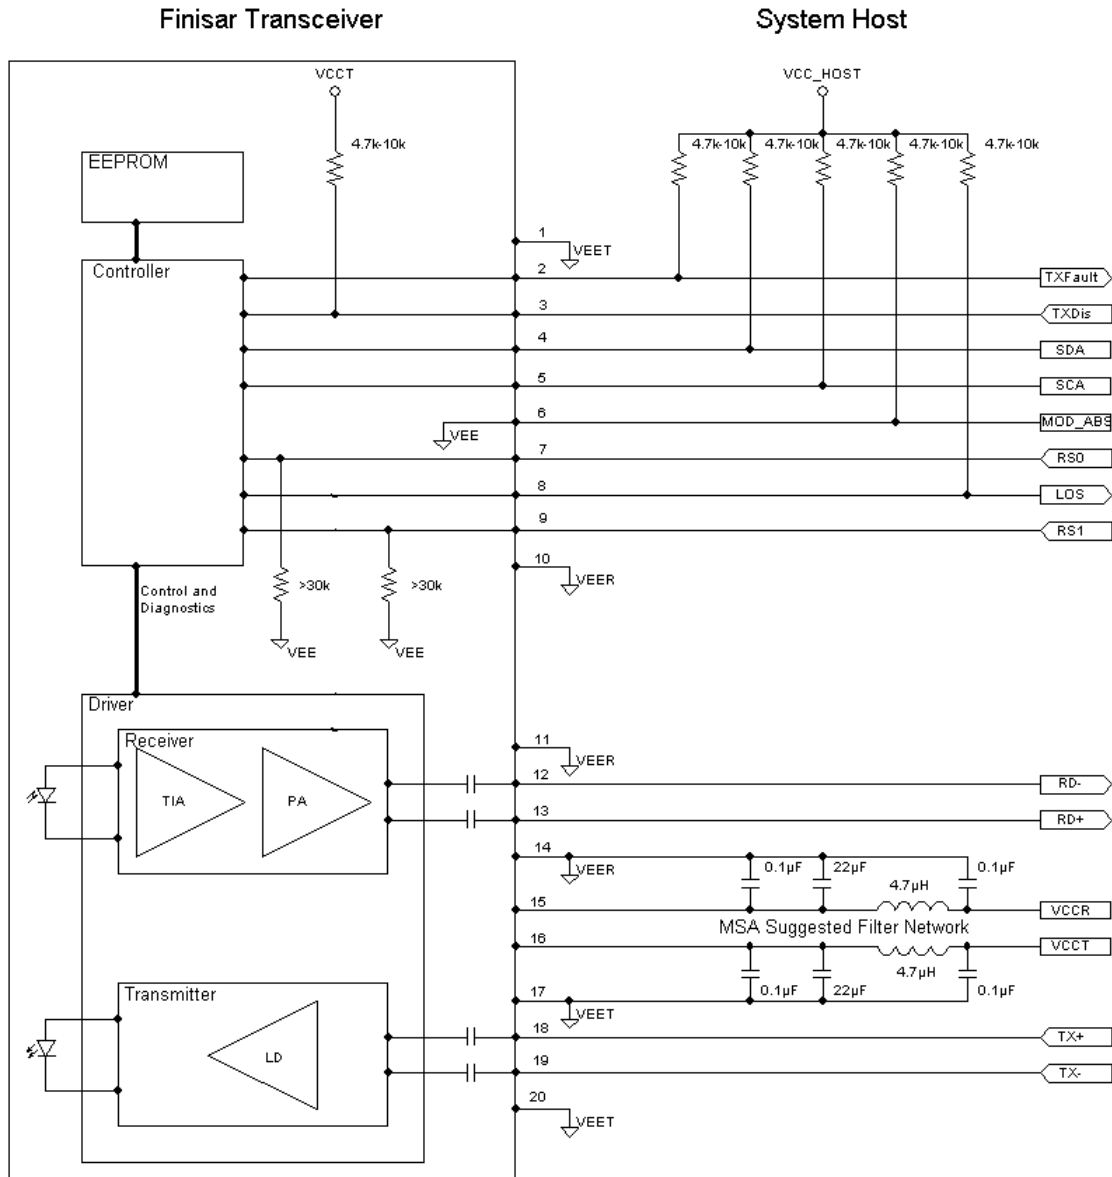 Finisar Transceiver
System Host
VCCT
VCC_HOST
4.7k-10k
4.7k-10k
4.7k-10k
4.7k-10k
4.7k-10k
4.7k-10k
EEPROM
1
VEET
Controller
2
TXFault
3
TXDis
4
SDA
5
SCA
6
VEE
MOD_ABS
7
RS0
8
LOS
9
RS1
10
VEER
Control and
Diagnostics
>30k
>30k
VEE
VEE
Driver
Receiver
TIA
PA
11
VEER
12
RD-
13
RD+
14
VEER
0.1µF
22µF
4.7µH
0.1µF
15
VCCR
MSA Suggested Filter Network
16
VCCT
4.7µH
0.1µF
22µF
0.1µF
17
VEET
Transmitter
LD
18
TX+
19
TX-
20
VEET